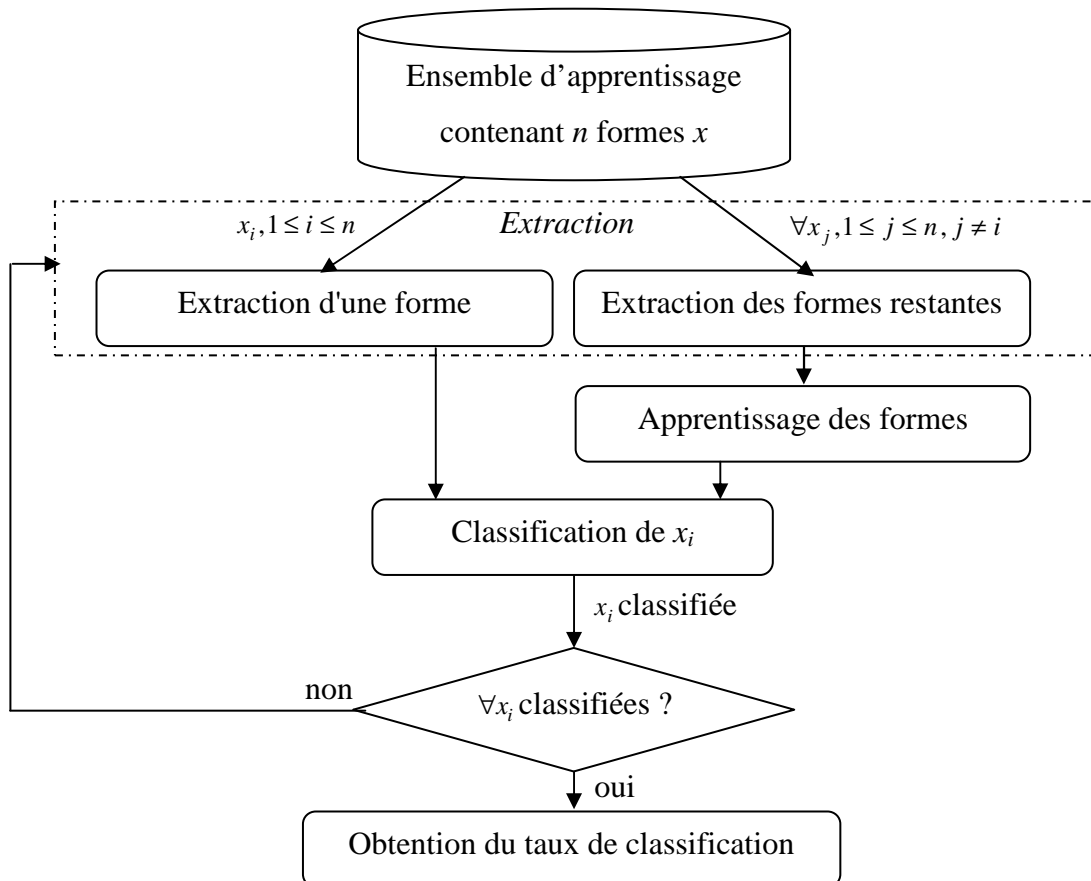 Ensemble d’apprentissage
contenant n formes x
x_i, 1 ≤ i ≤ n
Extraction
∀x_j, 1 ≤ j ≤ n, j ≠ i
Extraction d'une forme
Extraction des formes restantes
Apprentissage des formes
Classification de x_i
x_i classifiée
non
∀x_i classifiées ?
oui
Obtention du taux de classification